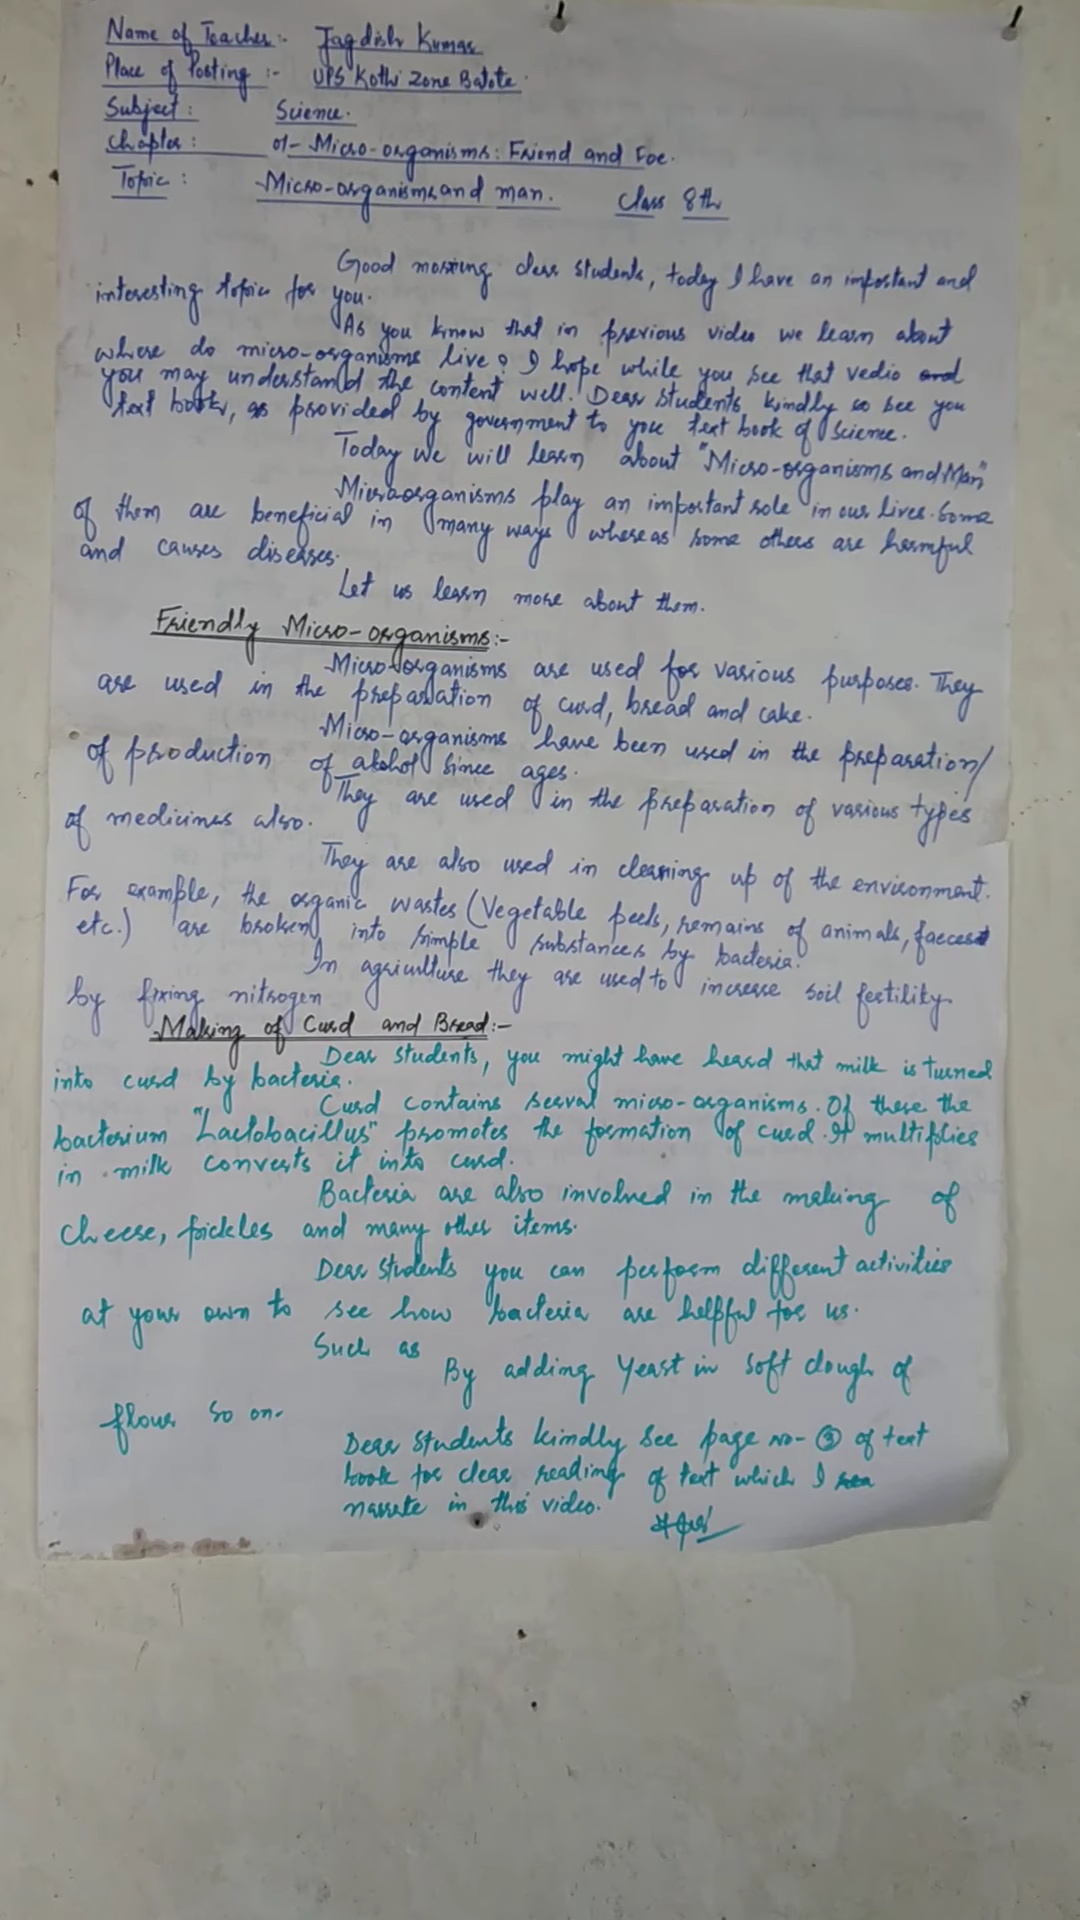 Name of Teacher:- Jagdish Kumar
Place of Posting :- UPS Kothi Zone Batote
Subject: Science.
Chapter: 01- Micro-organisms: Friend and Foe.
Topic: Micro-organisms and man. Class 8th
Good morning dear students, today I have an important and
interesting topic for you.
As you know that in previous video we learn about
where do micro-organisms live? I hope while you see that vedio and
you may understand the content well. Dear students kindly so see you
text book, as provided by government to you text book of Science.
Today we will learn about "Micro-organisms and Man"
Microorganisms play an important role in our lives. Some
of them are beneficial in many ways whereas some others are harmful
and causes diseases.
Let us learn more about them.
Friendly Micro-organisms:-
Micro-organisms are used for various purposes. They
are used in the preparation of curd, bread and cake.
Micro-organisms have been used in the preparation/
of production of alcohol since ages.
They are used in the preparation of various types
of medicines also.
They are also used in cleaning up of the environment.
For example, the organic wastes (Vegetable peels, remains of animals, faeces
etc.) are broken into simple substances by bacteria.
In agriculture they are used to increase soil fertility
by fixing nitrogen
Making of Curd and Bread:-
Dear students, you might have heard that milk is turned
into curd by bacteria.
Curd contains serval micro-organisms. Of these the
bacterium "Lactobacillus" promotes the formation of curd. It multiplies
in milk converts it into curd.
Bacteria are also involved in the making of
cheese, pickles and many other items.
Dear Students you can perform different activities
at your own to see how bacteria are helpful for us.
Such as
By adding yeast in soft dough of
flour so on-
Dear Students kindly see page no- 3 of text
book for clear reading of text which I
narrate in this video.